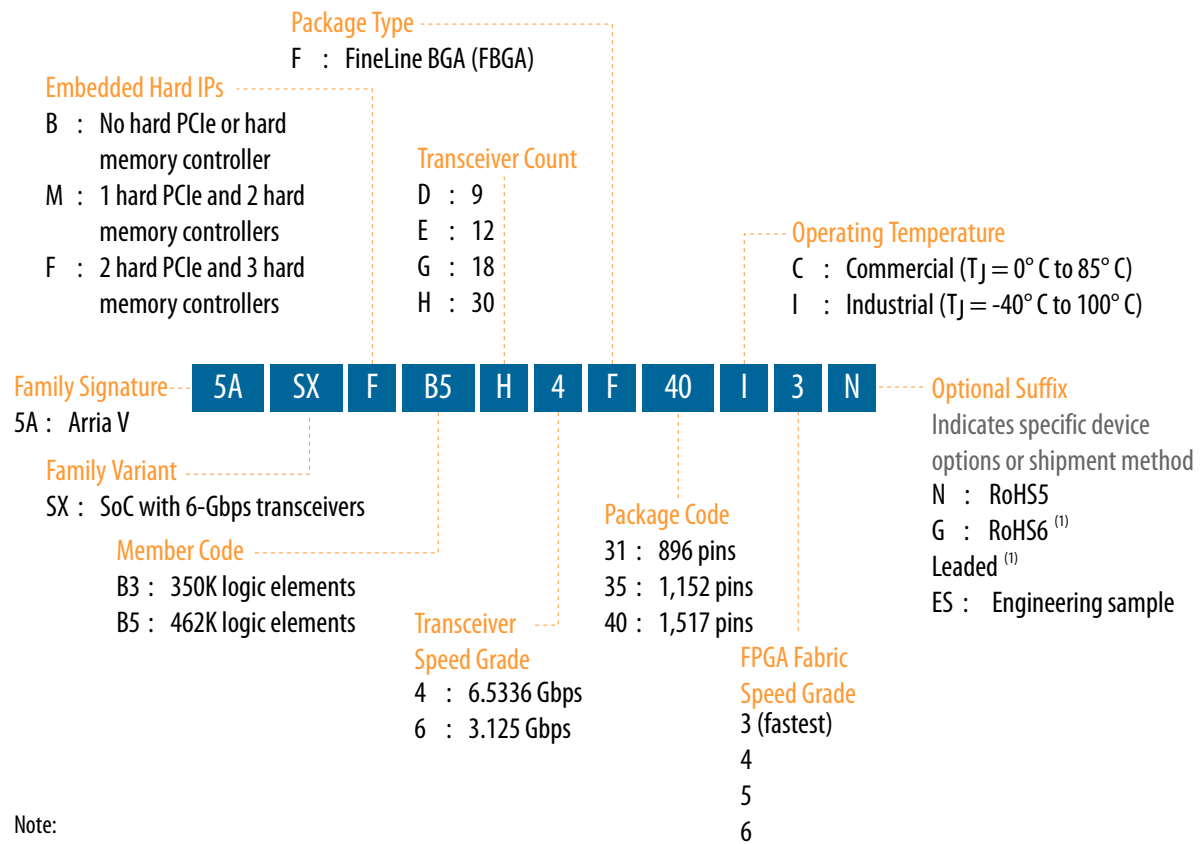 Package Type
F : FineLine BGA (FBGA)
Embedded Hard IPs
B : No hard PCIe or hard
memory controller
M : 1 hard PCIe and 2 hard
memory controllers
F : 2 hard PCIe and 3 hard
memory controllers
Transceiver Count
D : 9
E : 12
G : 18
H : 30
Operating Temperature
C : Commercial (TJ = 0° C to 85° C)
I : Industrial (TJ = -40° C to 100° C)
Family Signature
5A : Arria V
5A SX F B5 H 4 F 40 I 3 N
Optional Suffix
Indicates specific device
options or shipment method
N : RoHS5
G : RoHS6 (1)
Leaded (1)
ES : Engineering sample
Family Variant
SX : SoC with 6-Gbps transceivers
Member Code
B3 : 350K logic elements
B5 : 462K logic elements
Transceiver
Speed Grade
4 : 6.5336 Gbps
6 : 3.125 Gbps
Package Code
31 : 896 pins
35 : 1,152 pins
40 : 1,517 pins
FPGA Fabric
Speed Grade
3 (fastest)
4
5
6
Note: